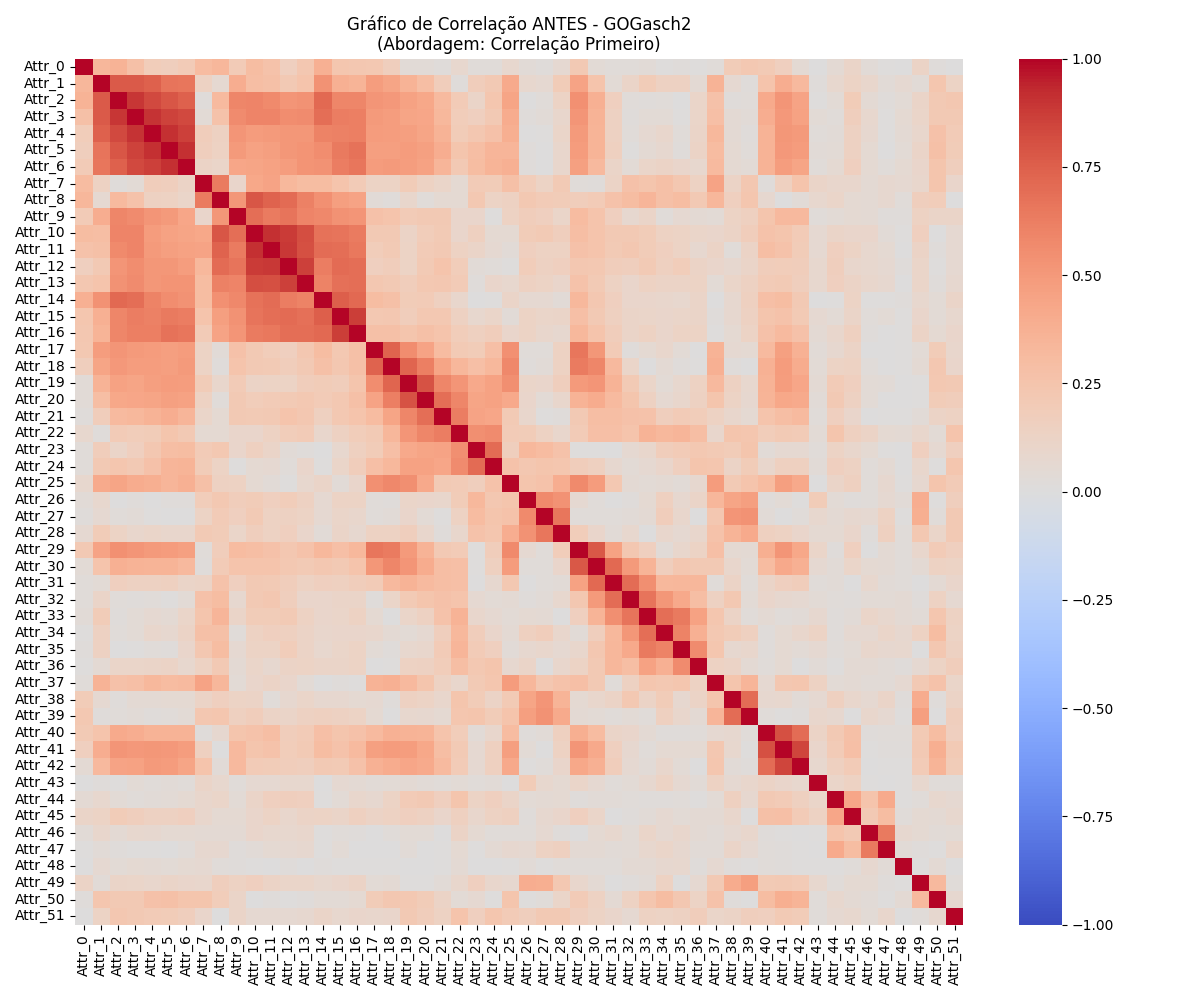 Gráfico de Correlação ANTES - GOGasch2
(Abordagem: Correlação Primeiro)
Attr_0
Attr_1
Attr_2
Attr_3
Attr_4
Attr_5
Attr_6
Attr_7
Attr_8
Attr_9
Attr_10
Attr_11
Attr_12
Attr_13
Attr_14
Attr_15
Attr_16
Attr_17
Attr_18
Attr_19
Attr_20
Attr_21
Attr_22
Attr_23
Attr_24
Attr_25
Attr_26
Attr_27
Attr_28
Attr_29
Attr_30
Attr_31
Attr_32
Attr_33
Attr_34
Attr_35
Attr_36
Attr_37
Attr_38
Attr_39
Attr_40
Attr_41
Attr_42
Attr_43
Attr_44
Attr_45
Attr_46
Attr_47
Attr_48
Attr_49
Attr_50
Attr_51
Attr_0
Attr_1
Attr_2
Attr_3
Attr_4
Attr_5
Attr_6
Attr_7
Attr_8
Attr_9
Attr_10
Attr_11
Attr_12
Attr_13
Attr_14
Attr_15
Attr_16
Attr_17
Attr_18
Attr_19
Attr_20
Attr_21
Attr_22
Attr_23
Attr_24
Attr_25
Attr_26
Attr_27
Attr_28
Attr_29
Attr_30
Attr_31
Attr_32
Attr_33
Attr_34
Attr_35
Attr_36
Attr_37
Attr_38
Attr_39
Attr_40
Attr_41
Attr_42
Attr_43
Attr_44
Attr_45
Attr_46
Attr_47
Attr_48
Attr_49
Attr_50
Attr_51
1.00
0.75
0.50
0.25
0.00
−0.25
−0.50
−0.75
−1.00